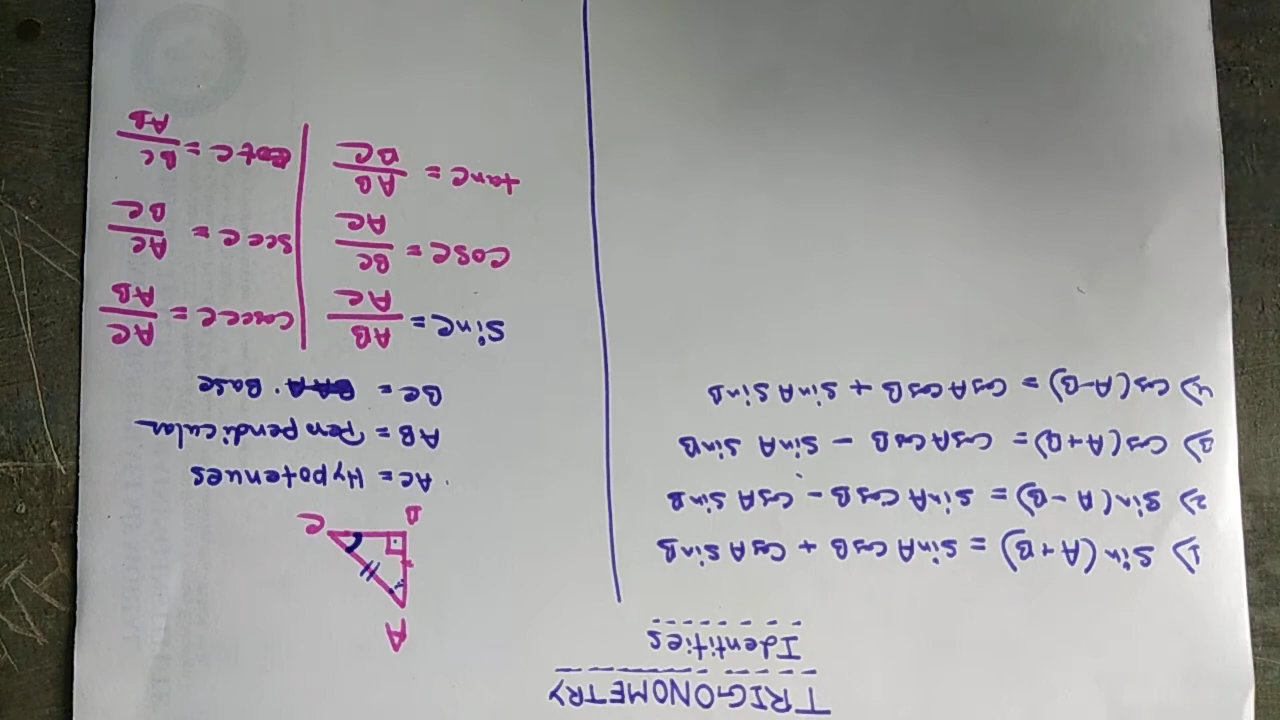 TRIGONOMETRY
Identities
1) Sin(A+B) = sinA cosB + cosA sinB
2) Sin(A-B) = sinA cosB - cosA sinB
3) Cos(A+B) = cosA cosB - sinA sinB
4) Cos(A-B) = cosA cosB + sinA sinB
A
B C
AC = Hypotenues
AB = Perpendicular
BC = Base
SinC = AB/AC | cosecC = AC/AB
CosC = BC/AC | secC = AC/BC
tanC = AB/BC | cotC = BC/AB